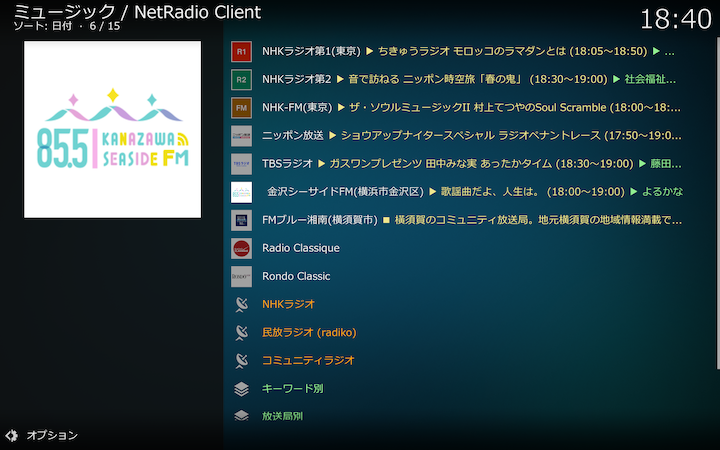 ミュージック / NetRadio Client
ソート: 日付 · 6 / 15
18:40
85.5 KANAZAWA SEASIDE FM
R1 NHKラジオ第1(東京) ▶ ちきゅうラジオ モロッコのラマダンとは (18:05～18:50) ▶ ...
R2 NHKラジオ第2 ▶ 音で訪ねる ニッポン時空旅「春の鬼」 (18:30～19:00) ▶ 社会福祉...
FM NHK-FM(東京) ▶ ザ・ソウルミュージックII 村上てつやのSoul Scramble (18:00～18:...
ニッポン放送 ▶ ショウアップナイタースペシャル ラジオペナントレース (17:50～19:0...
TBSラジオ ▶ ガスワンプレゼンツ 田中みな実 あったかタイム (18:30～19:00) ▶ 藤田...
金沢シーサイドFM(横浜市金沢区) ▶ 歌謡曲だよ、人生は。 (18:00～19:00) ▶ よるかな
FMブルー湘南(横須賀市) ■ 横須賀のコミュニティ放送局。地元横須賀の地域情報満載で...
Radio Classique
Rondo Classic
NHKラジオ
民放ラジオ (radiko)
コミュニティラジオ
キーワード別
放送局別
オプション